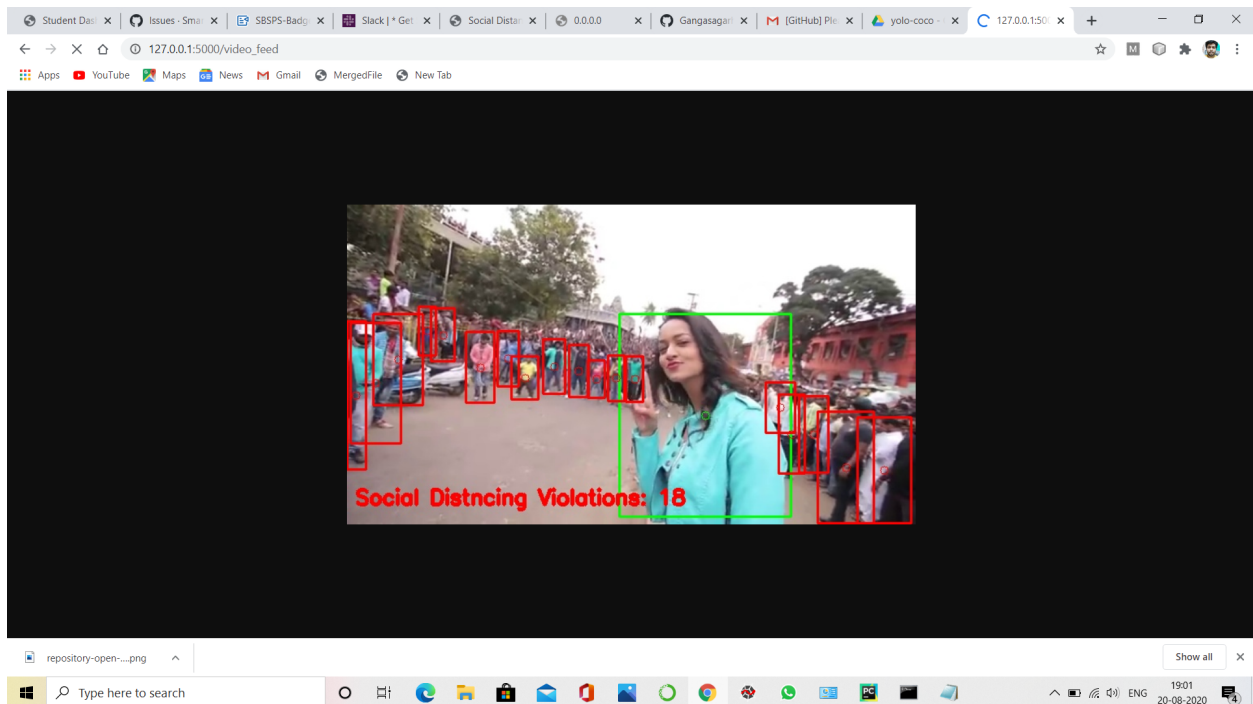 Student Das
Issues · Sma
SBSPS-Badg
Slack | * Get
Social Distan
0.0.0.0
Gangasagar
[GitHub] Ple
yolo-coco -
127.0.0.1:50
127.0.0.1:5000/video_feed
M
Apps
YouTube
Maps
GB
News
Gmail
MergedFile
New Tab
Social Distncing Violations: 18
repository-open-....png
Show all
Type here to search
PC
ENG
19:01
20-08-2020
4